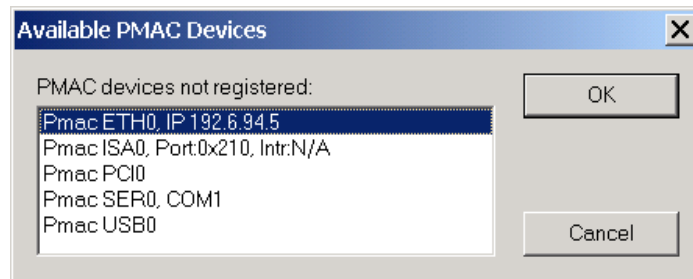 Available PMAC Devices
PMAC devices not registered:
Pmac ETH0, IP 192.6.94.5
Pmac ISA0, Port:0x210, Intr:N/A
Pmac PCI0
Pmac SER0, COM1
Pmac USB0
OK
Cancel